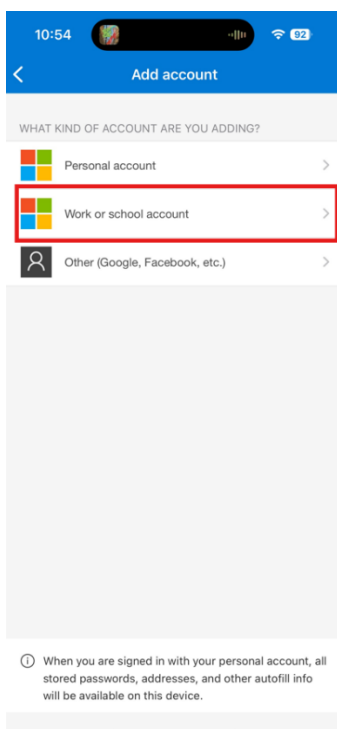 10:54
92
Add account
WHAT KIND OF ACCOUNT ARE YOU ADDING?
Personal account
Work or school account
Other (Google, Facebook, etc.)
When you are signed in with your personal account, all
stored passwords, addresses, and other autofill info
will be available on this device.